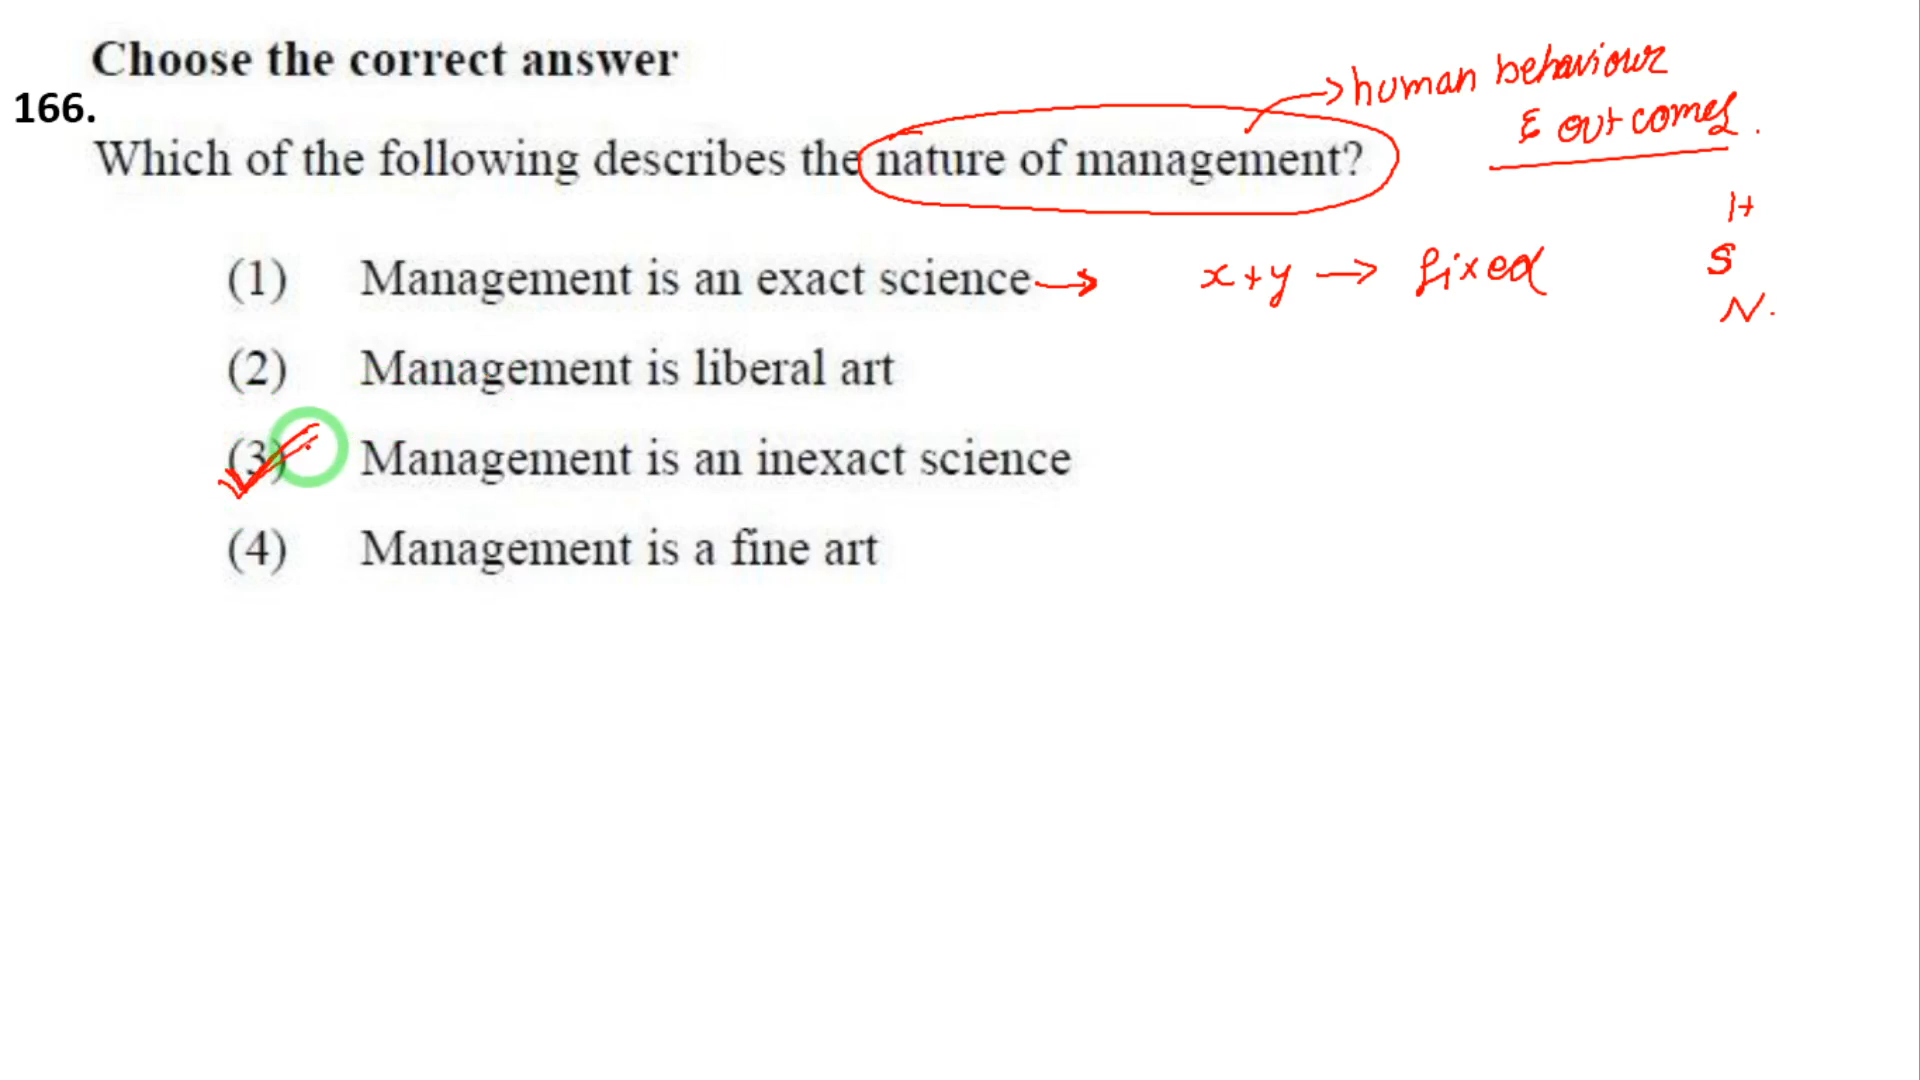 Choose the correct answer
166.
Which of the following describes the nature of management?
→ human behaviour
& outcomes.
(1) Management is an exact science → x+y → fixed
H
S
N.
(2) Management is liberal art
(3) Management is an inexact science
(4) Management is a fine art